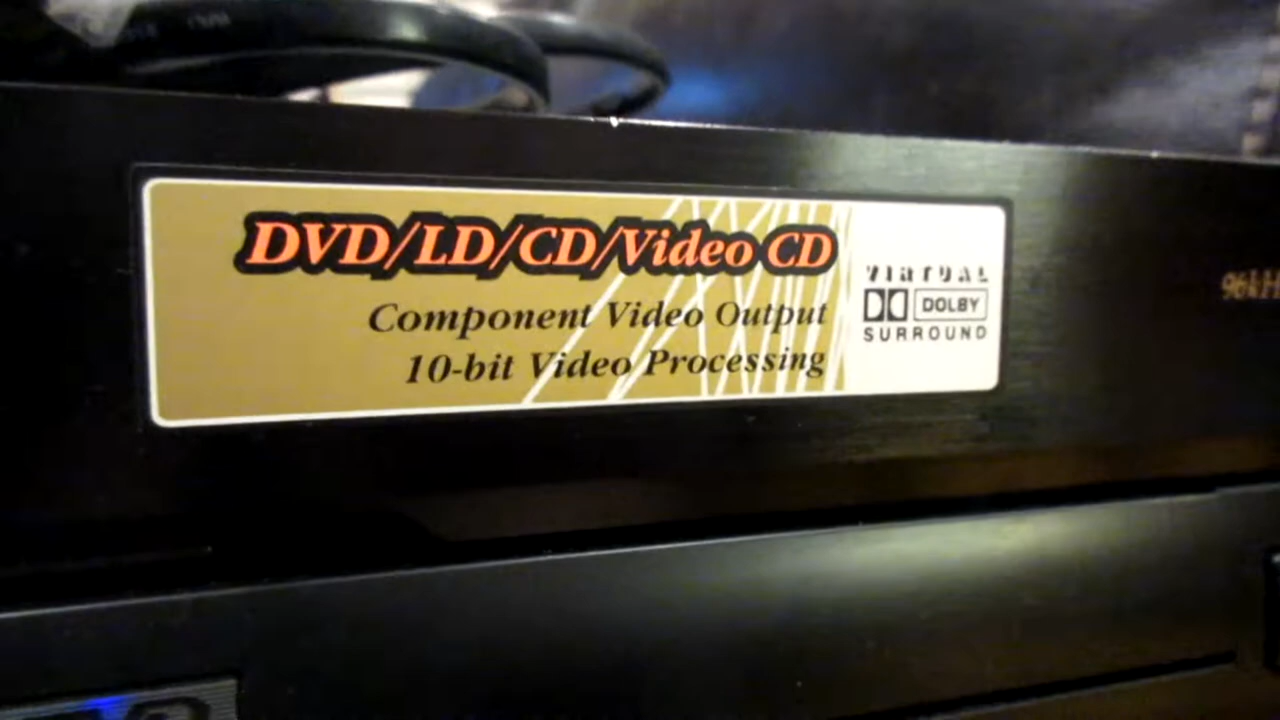 DVD/LD/CD/Video CD
Component Video Output
10-bit Video Processing
VIRTUAL
DOLBY
SURROUND